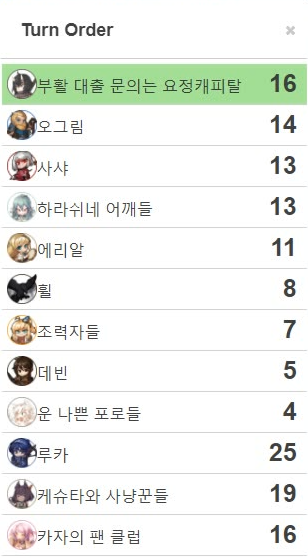 Turn Order ×
부활 대출 문의는 요정캐피탈 16
오그림 14
사샤 13
하라쉬네 어깨들 13
에리알 11
휠 8
조력자들 7
데빈 5
운 나쁜 포로들 4
루카 25
케슈타와 사냥꾼들 19
카자의 팬 클럽 16